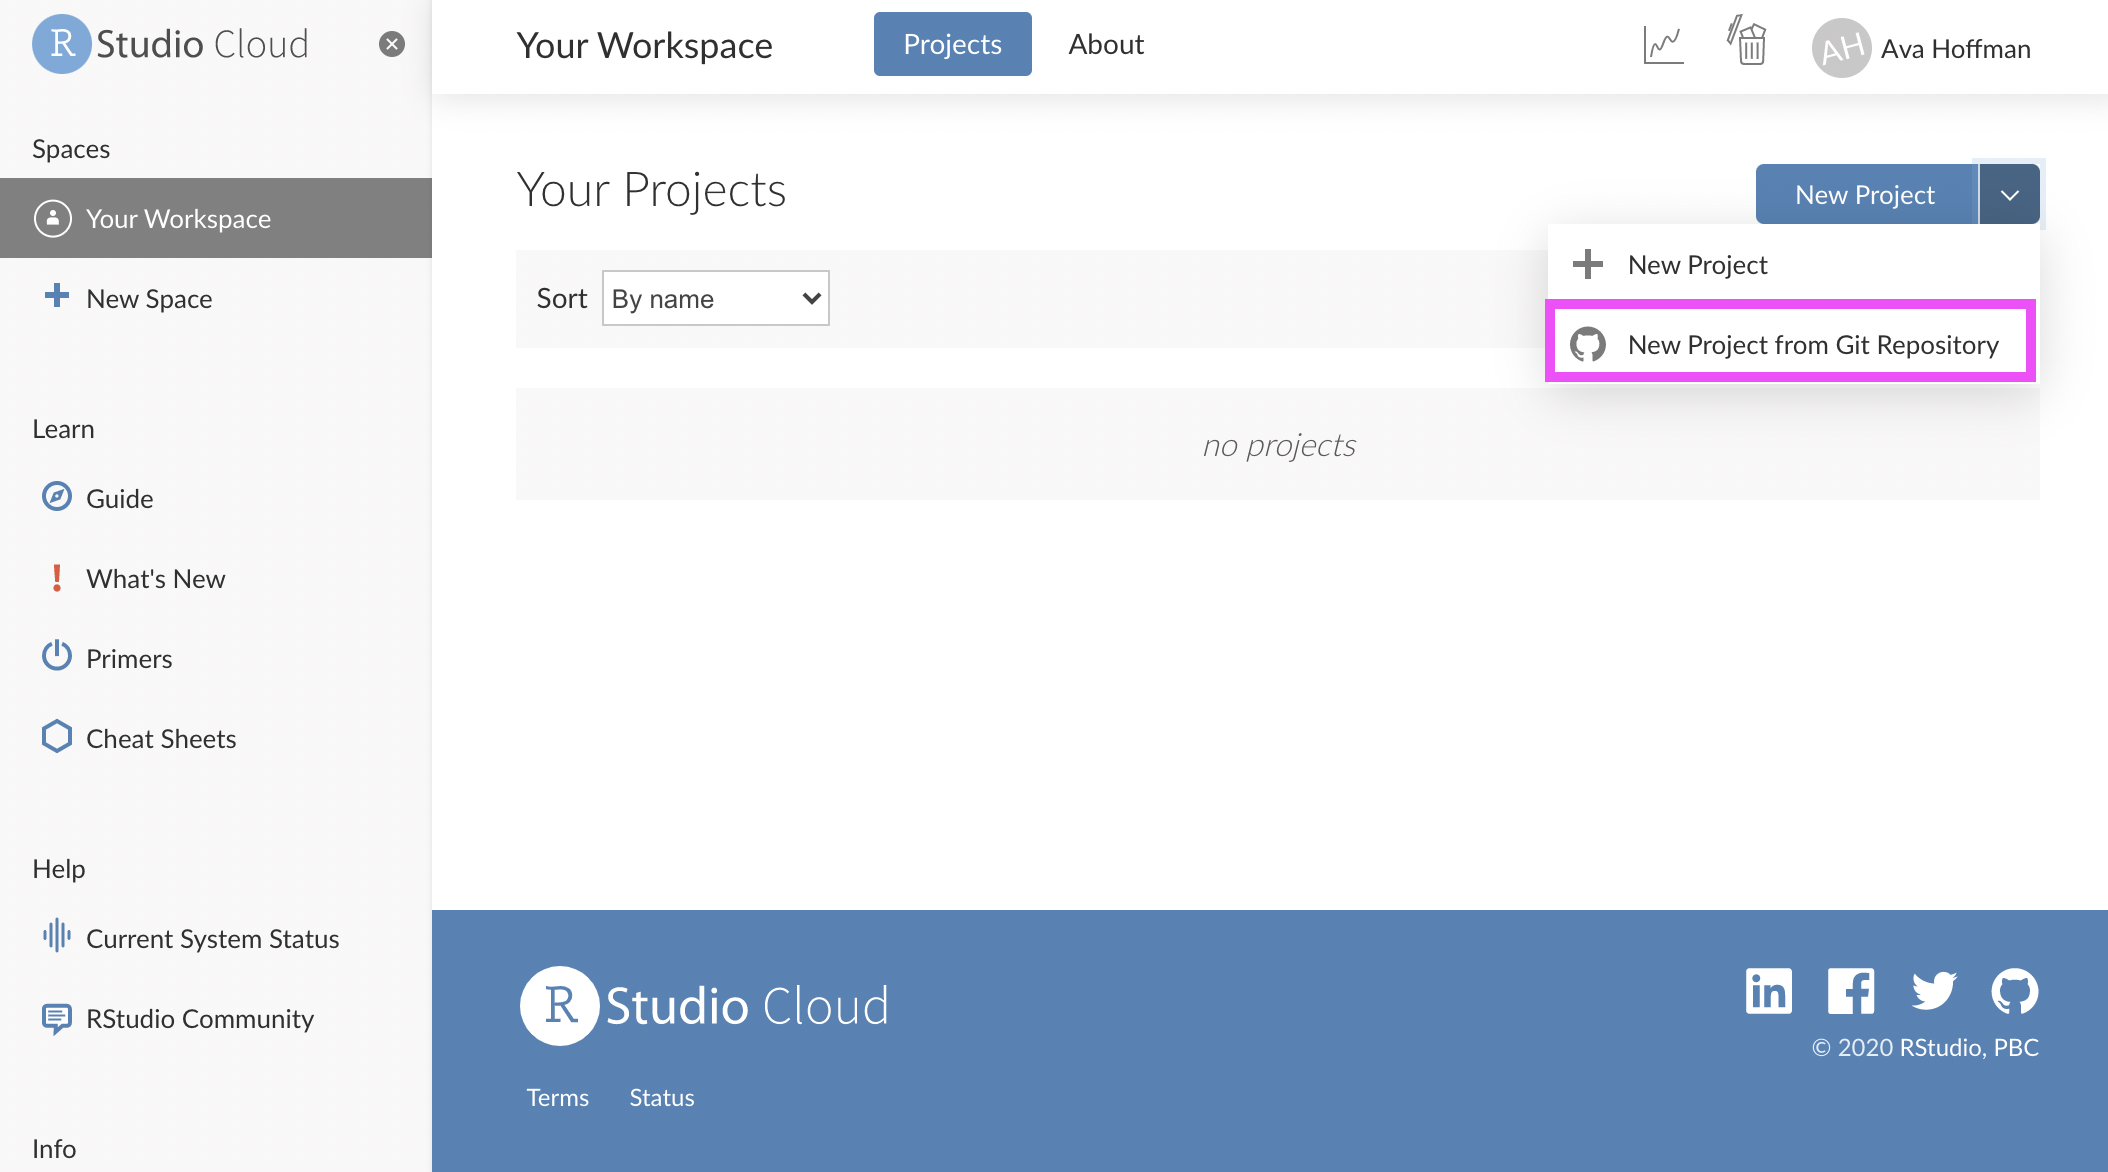 R Studio Cloud
Spaces
Your Workspace
New Space
Learn
Guide
What's New
Primers
Cheat Sheets
Help
Current System Status
RStudio Community
Info
Your Workspace
Projects
About
AH
Ava Hoffman
Your Projects
New Project
New Project
New Project from Git Repository
Sort
By name
no projects
R Studio Cloud
© 2020 RStudio, PBC
Terms
Status